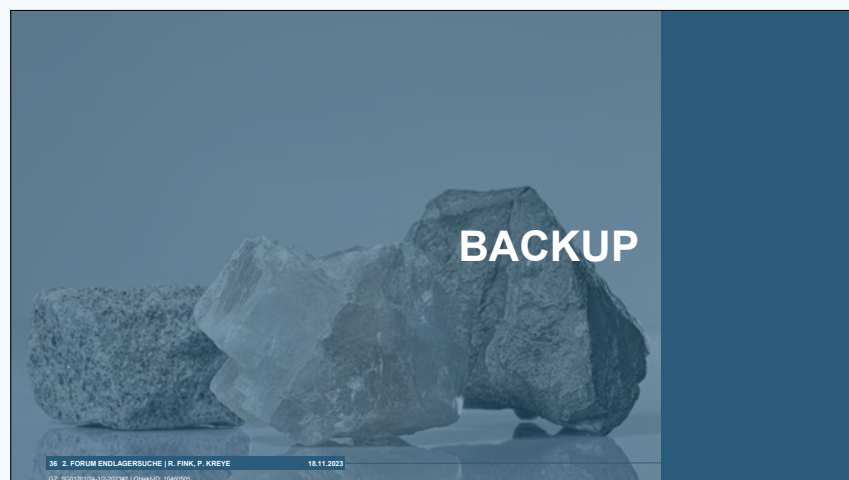 BACKUP
36 2. FORUM ENDLAGERSUCHE | R. FINK, P. KREYE 18.11.2023